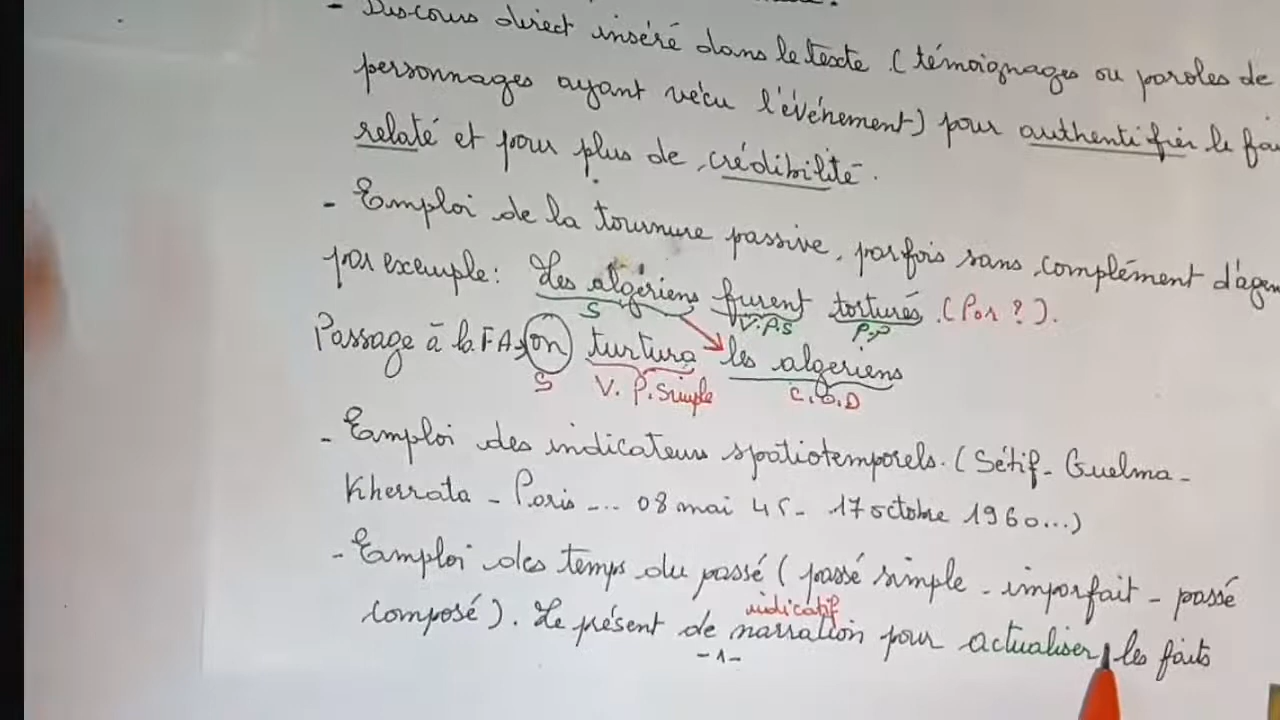 - Discours direct inséré dans le texte (témoignages ou paroles de
personnages ayant vécu l'événement) pour authentifier le
relaté et pour plus de crédibilité.
- Emploi de la tournure passive, parfois sans complément
par exemple: Les algériens furent torturés (Par ?).
S V.A.S P.P
Passage à la FA → on turtura les algériens
S V. P. simple C.O.D
- Emploi des indicateurs spatiotemporels. (Sétif - Guelma -
Kherrata - Paris ... 08 mai 45 - 17 octobre 1960...)
- Emploi des temps du passé (passé simple - imparfait - passé
indicatif
composé). Le présent de narration pour actualiser les faits
- 1 -